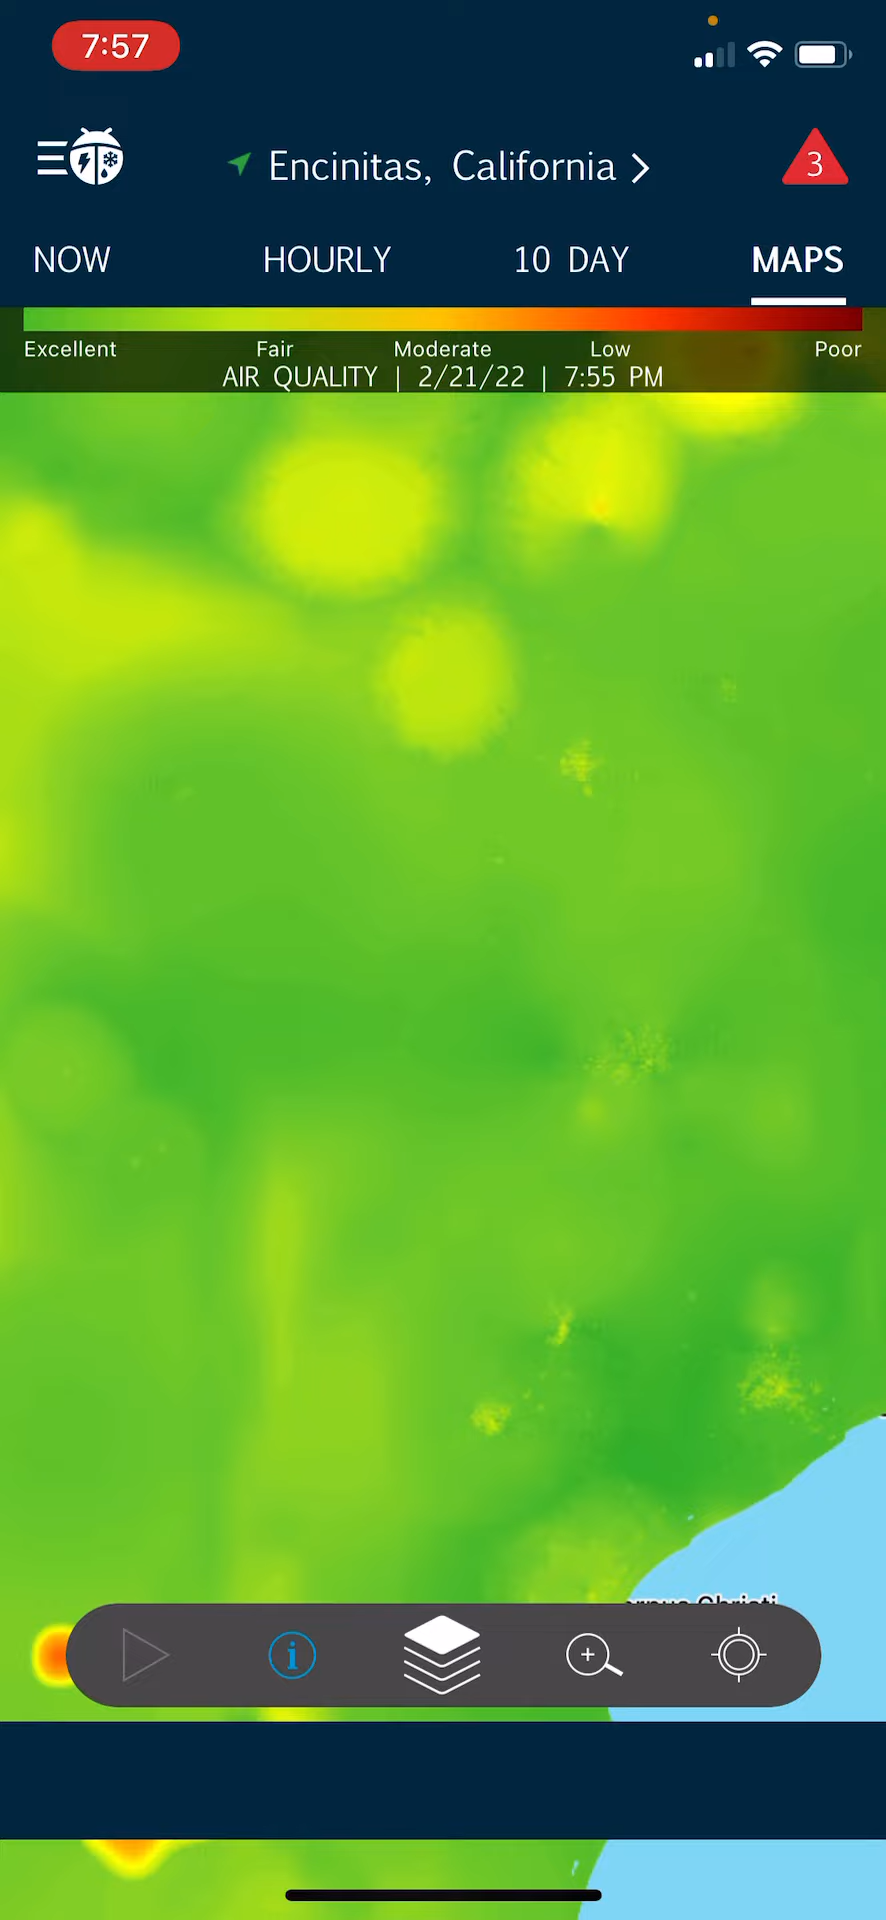 7:57
Encinitas, California
3
NOW HOURLY 10 DAY MAPS
Excellent Fair Moderate Low Poor
AIR QUALITY | 2/21/22 | 7:55 PM
Christi